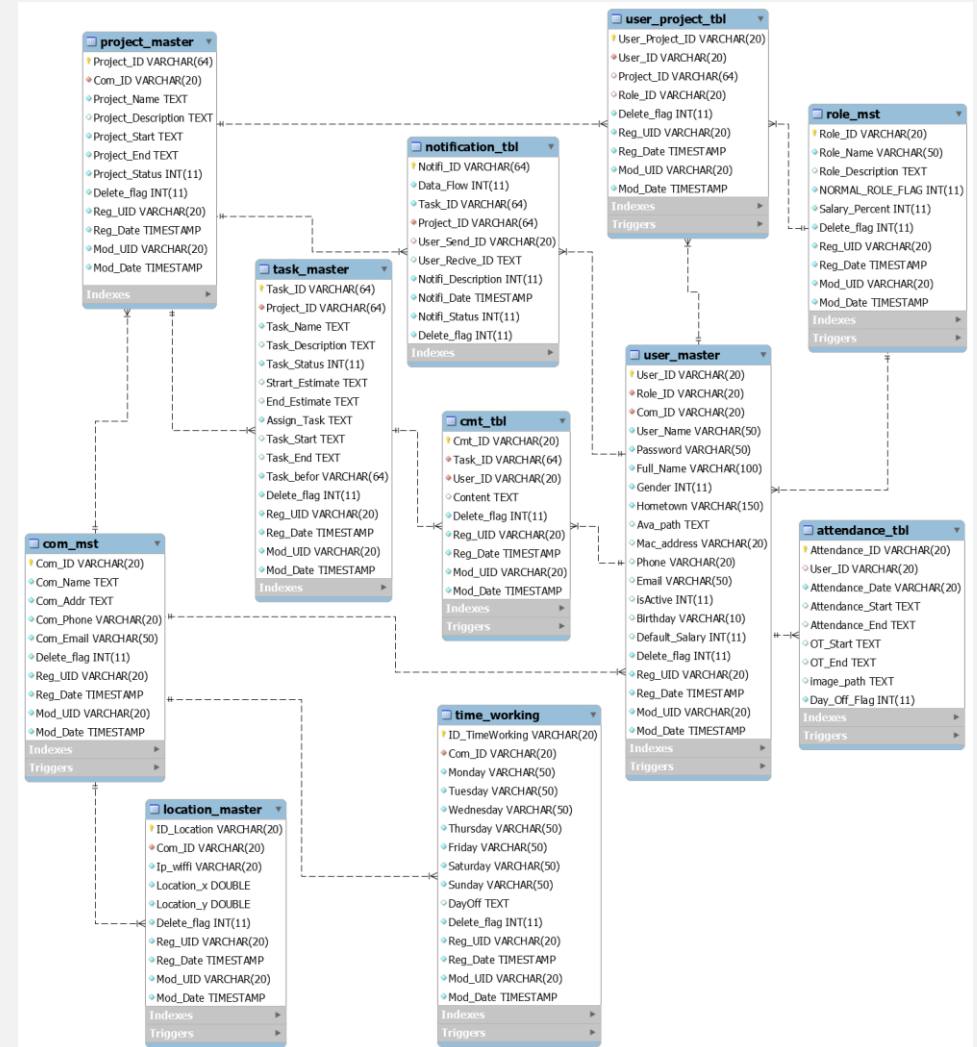 project_master
Project_ID VARCHAR(64)
Com_ID VARCHAR(20)
Project_Name TEXT
Project_Description TEXT
Project_Start TEXT
Project_End TEXT
Project_Status INT(11)
Delete_flag INT(11)
Reg_UID VARCHAR(20)
Reg_Date TIMESTAMP
Mod_UID VARCHAR(20)
Mod_Date TIMESTAMP
Indexes
user_project_tbl
User_Project_ID VARCHAR(20)
User_ID VARCHAR(20)
Project_ID VARCHAR(64)
Role_ID VARCHAR(20)
Delete_flag INT(11)
Reg_UID VARCHAR(20)
Reg_Date TIMESTAMP
Mod_UID VARCHAR(20)
Mod_Date TIMESTAMP
Indexes
Triggers
role_mst
Role_ID VARCHAR(20)
Role_Name VARCHAR(50)
Role_Description TEXT
NORMAL_ROLE_FLAG INT(11)
Salary_Percent INT(11)
Delete_flag INT(11)
Reg_UID VARCHAR(20)
Reg_Date TIMESTAMP
Mod_UID VARCHAR(20)
Mod_Date TIMESTAMP
Indexes
Triggers
notification_tbl
Notifi_ID VARCHAR(64)
Data_Flow INT(11)
Task_ID VARCHAR(64)
Project_ID VARCHAR(64)
User_Send_ID VARCHAR(20)
User_Recive_ID TEXT
Notifi_Description INT(11)
Notifi_Date TIMESTAMP
Notifi_Status INT(11)
Delete_flag INT(11)
Indexes
task_master
Task_ID VARCHAR(64)
Project_ID VARCHAR(64)
Task_Name TEXT
Task_Description TEXT
Task_Status INT(11)
Strart_Estimate TEXT
End_Estimate TEXT
Assign_Task TEXT
Task_Start TEXT
Task_End TEXT
Task_befor VARCHAR(64)
Delete_flag INT(11)
Reg_UID VARCHAR(20)
Reg_Date TIMESTAMP
Mod_UID VARCHAR(20)
Mod_Date TIMESTAMP
Indexes
user_master
User_ID VARCHAR(20)
Role_ID VARCHAR(20)
Com_ID VARCHAR(20)
User_Name VARCHAR(50)
Password VARCHAR(50)
Full_Name VARCHAR(100)
Gender INT(11)
Hometown VARCHAR(150)
Ava_path TEXT
Mac_address VARCHAR(20)
Phone VARCHAR(20)
Email VARCHAR(50)
isActive INT(11)
Birthday VARCHAR(10)
Default_Salary INT(11)
Delete_flag INT(11)
Reg_UID VARCHAR(20)
Reg_Date TIMESTAMP
Mod_UID VARCHAR(20)
Mod_Date TIMESTAMP
Indexes
Triggers
cmt_tbl
Cmt_ID VARCHAR(20)
Task_ID VARCHAR(64)
User_ID VARCHAR(20)
Content TEXT
Delete_flag INT(11)
Reg_UID VARCHAR(20)
Reg_Date TIMESTAMP
Mod_UID VARCHAR(20)
Mod_Date TIMESTAMP
Indexes
Triggers
attendance_tbl
Attendance_ID VARCHAR(20)
User_ID VARCHAR(20)
Attendance_Date VARCHAR(20)
Attendance_Start TEXT
Attendance_End TEXT
OT_Start TEXT
OT_End TEXT
image_path TEXT
Day_Off_Flag INT(11)
Indexes
Triggers
com_mst
Com_ID VARCHAR(20)
Com_Name TEXT
Com_Addr TEXT
Com_Phone VARCHAR(20)
Com_Email VARCHAR(50)
Delete_flag INT(11)
Reg_UID VARCHAR(20)
Reg_Date TIMESTAMP
Mod_UID VARCHAR(20)
Mod_Date TIMESTAMP
Indexes
Triggers
time_working
ID_TimeWorking VARCHAR(20)
Com_ID VARCHAR(20)
Monday VARCHAR(50)
Tuesday VARCHAR(50)
Wednesday VARCHAR(50)
Thursday VARCHAR(50)
Friday VARCHAR(50)
Saturday VARCHAR(50)
Sunday VARCHAR(50)
DayOff TEXT
Delete_flag INT(11)
Reg_UID VARCHAR(20)
Reg_Date TIMESTAMP
Mod_UID VARCHAR(20)
Mod_Date TIMESTAMP
Indexes
Triggers
location_master
ID_Location VARCHAR(20)
Com_ID VARCHAR(20)
Ip_wiffi VARCHAR(20)
Location_x DOUBLE
Location_y DOUBLE
Delete_flag INT(11)
Reg_UID VARCHAR(20)
Reg_Date TIMESTAMP
Mod_UID VARCHAR(20)
Mod_Date TIMESTAMP
Indexes
Triggers